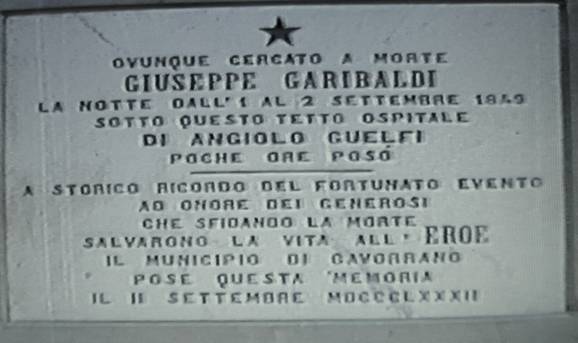 OVUNQUE CERCATO A MORTE
GIUSEPPE GARIBALDI
LA NOTTE DALL' 1 AL 2 SETTEMBRE 1849
SOTTO QUESTO TETTO OSPITALE
DI ANGIOLO GUELFI
POCHE ORE POSÒ
A STORICO RICORDO DEL FORTUNATO EVENTO
AD ONORE DEI GENEROSI
CHE SFIDANDO LA MORTE
SALVARONO LA VITA ALL' EROE
IL MUNICIPIO DI GAVORRANO
POSE QUESTA MEMORIA
IL II SETTEMBRE MDCCCLXXXII